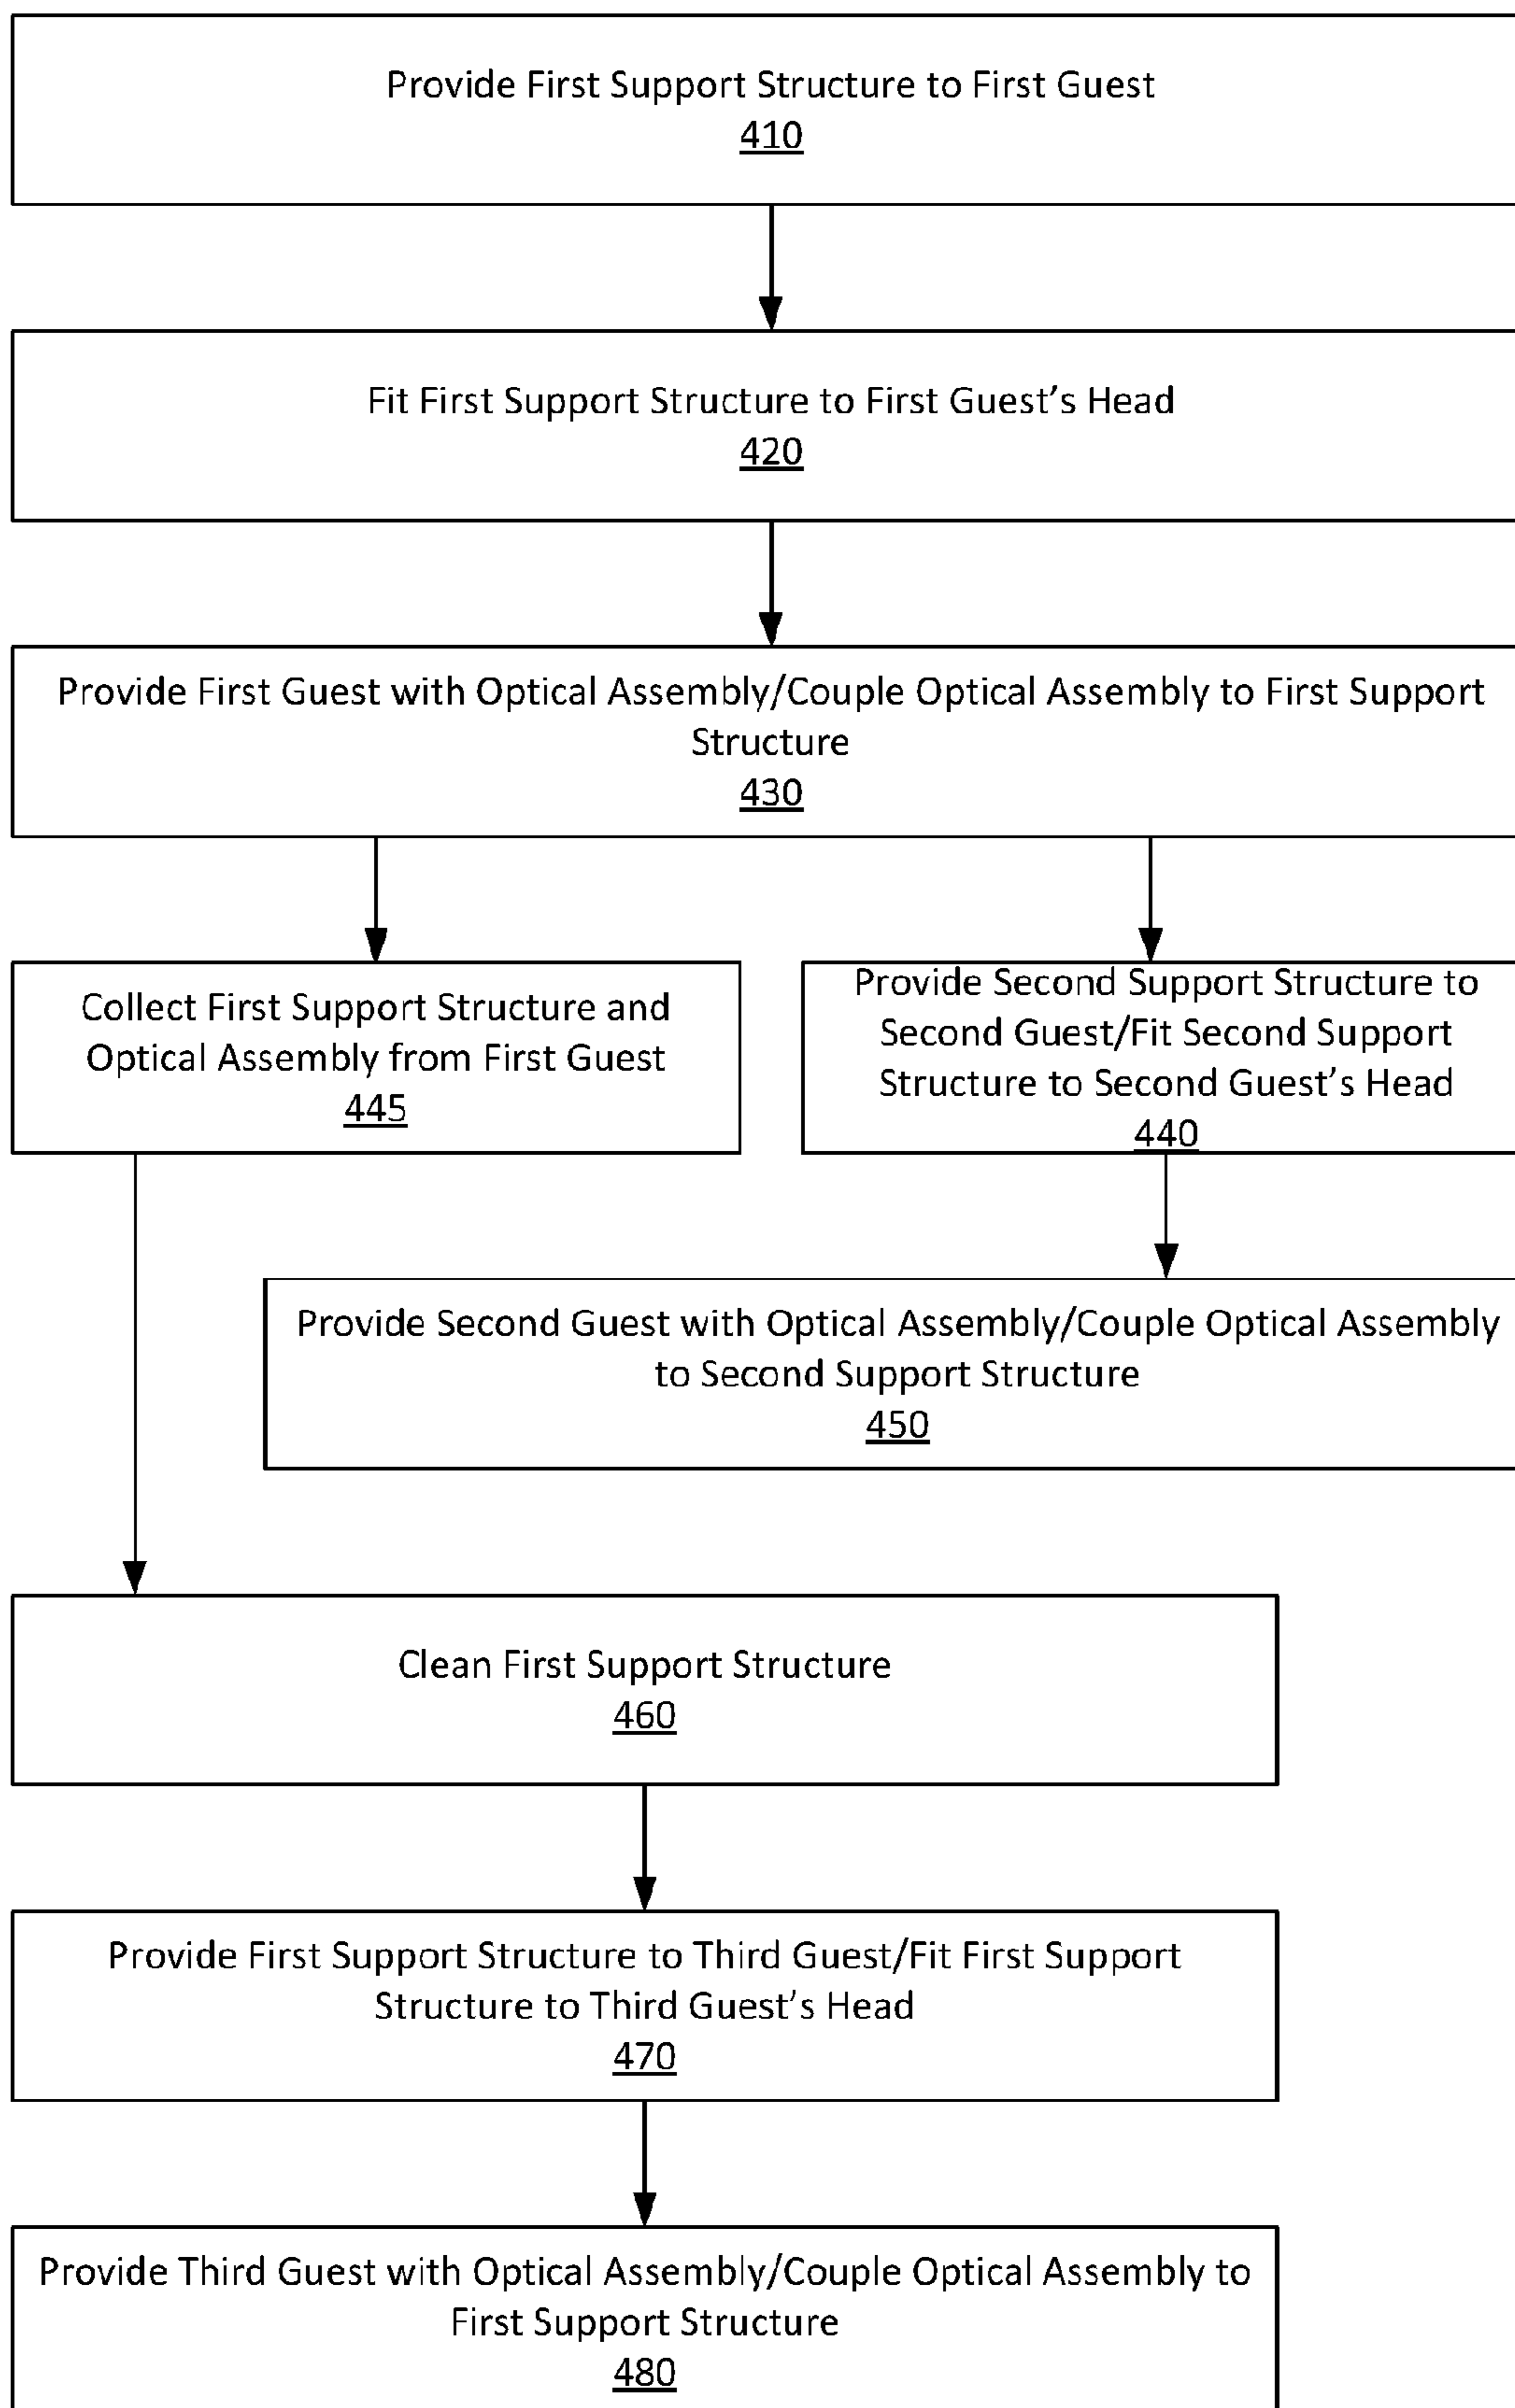 Provide First Support Structure to First Guest
410
Fit First Support Structure to First Guest’s Head
420
Provide First Guest with Optical Assembly/Couple Optical Assembly to First Support
Structure
430
Collect First Support Structure and
Optical Assembly from First Guest
445
Provide Second Support Structure to
Second Guest/Fit Second Support
Structure to Second Guest’s Head
440
Provide Second Guest with Optical Assembly/Couple Optical Assembly
to Second Support Structure
450
Clean First Support Structure
460
Provide First Support Structure to Third Guest/Fit First Support
Structure to Third Guest’s Head
470
Provide Third Guest with Optical Assembly/Couple Optical Assembly to
First Support Structure
480